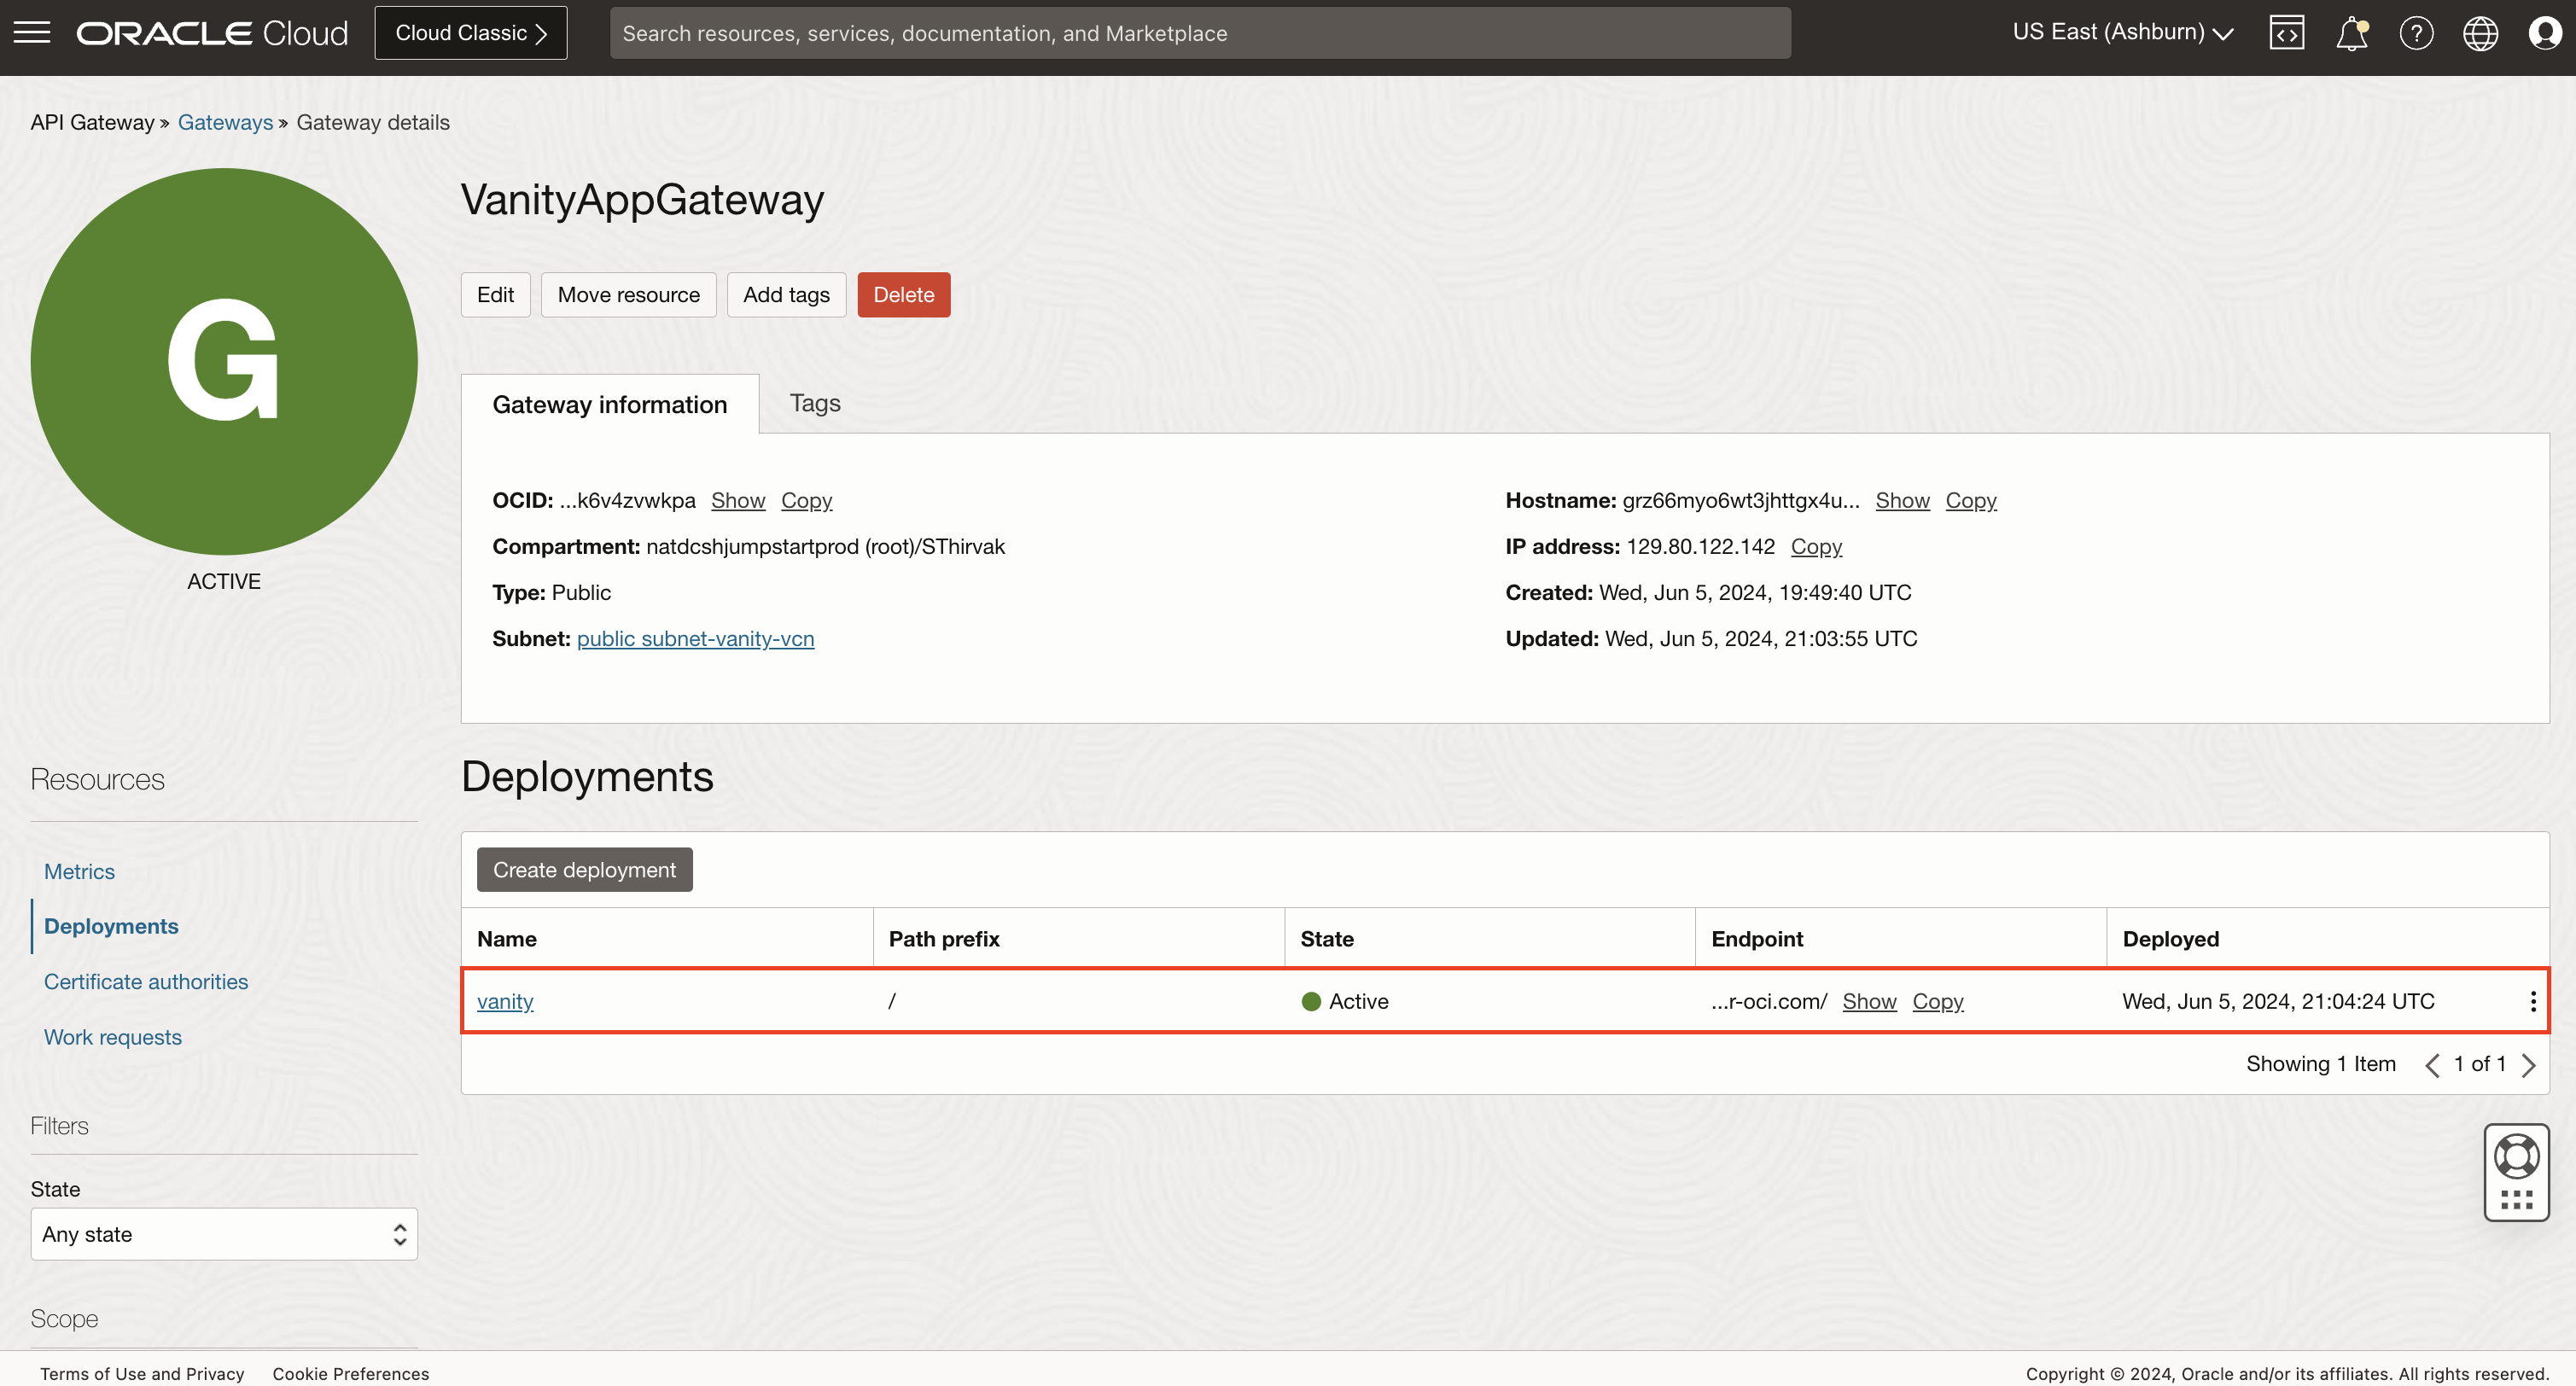 ORACLE Cloud
Cloud Classic
Search resources, services, documentation, and Marketplace
US East (Ashburn)
API Gateway » Gateways » Gateway details
G
ACTIVE
VanityAppGateway
Edit Move resource Add tags Delete
Gateway information Tags
OCID: ...k6v4zvwkpa Show Copy
Compartment: natdcshjumpstartprod (root)/SThirvak
Type: Public
Subnet: public subnet-vanity-vcn
Hostname: grz66myo6wt3jhttgx4u... Show Copy
IP address: 129.80.122.142 Copy
Created: Wed, Jun 5, 2024, 19:49:40 UTC
Updated: Wed, Jun 5, 2024, 21:03:55 UTC
Resources
Metrics
Deployments
Certificate authorities
Work requests
Filters
State
Any state
Scope
Deployments
Create deployment
Name Path prefix State Endpoint Deployed
vanity / Active ...r-oci.com/ Show Copy Wed, Jun 5, 2024, 21:04:24 UTC
Showing 1 Item 1 of 1
Terms of Use and Privacy Cookie Preferences
Copyright © 2024, Oracle and/or its affiliates. All rights reserved.